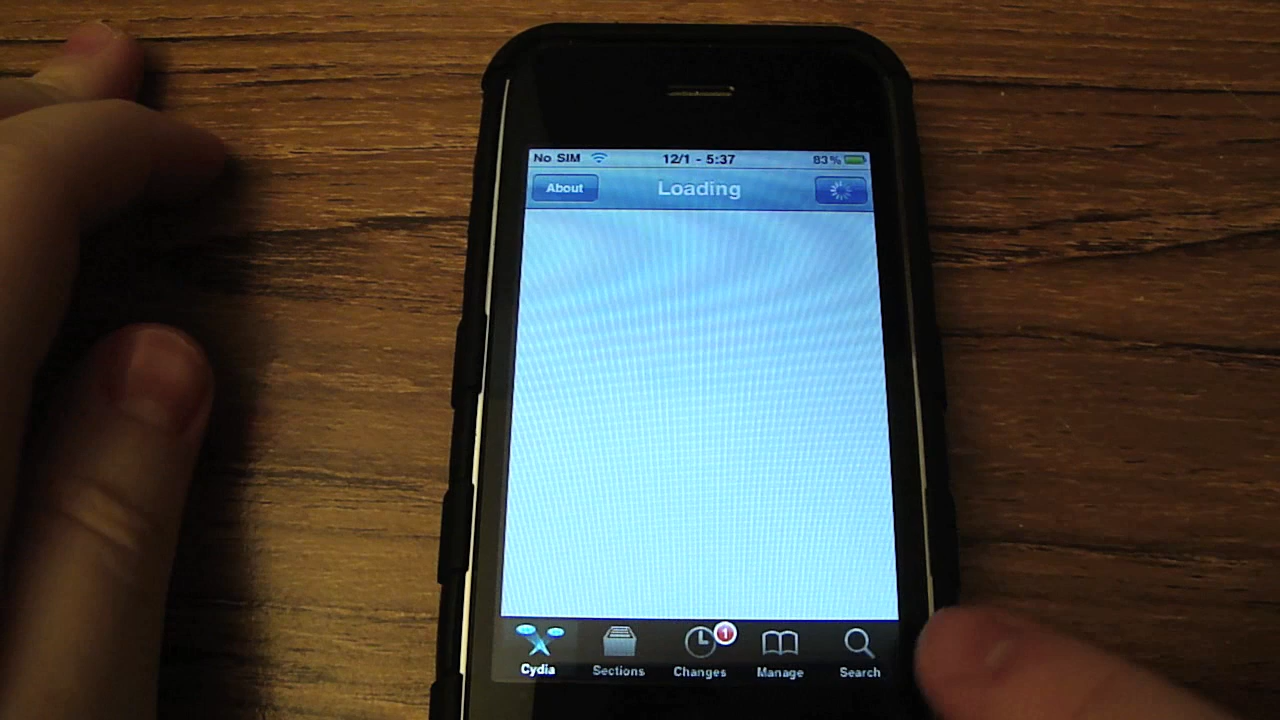 No SIM 12/1 - 5:37 83%
About Loading
1
Cydia Sections Changes Manage Search